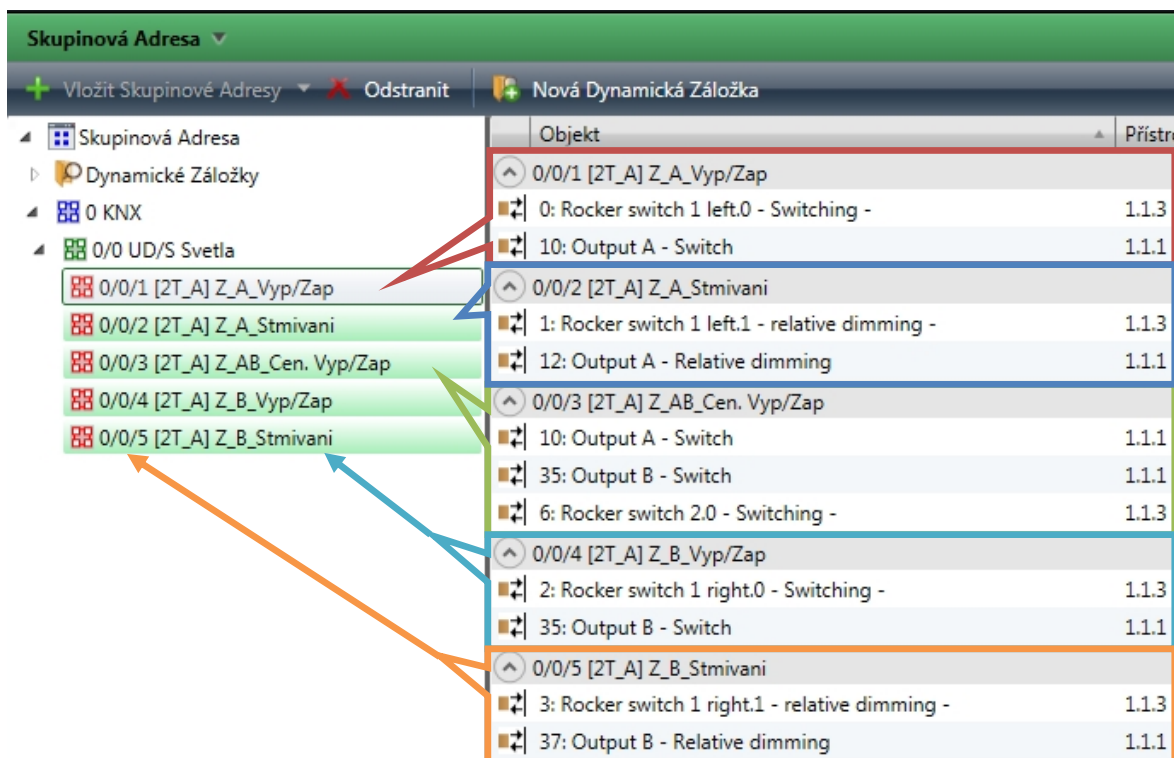 Skupinová Adresa
Vložit Skupinové Adresy Odstranit Nová Dynamická Záložka
Skupinová Adresa
Dynamické Záložky
0 KNX
0/0 UD/S Svetla
0/0/1 [2T_A] Z_A_Vyp/Zap
0/0/2 [2T_A] Z_A_Stmivani
0/0/3 [2T_A] Z_AB_Cen. Vyp/Zap
0/0/4 [2T_A] Z_B_Vyp/Zap
0/0/5 [2T_A] Z_B_Stmivani
Objekt Přístro
0/0/1 [2T_A] Z_A_Vyp/Zap
0: Rocker switch 1 left.0 - Switching - 1.1.3
10: Output A - Switch 1.1.1
0/0/2 [2T_A] Z_A_Stmivani
1: Rocker switch 1 left.1 - relative dimming - 1.1.3
12: Output A - Relative dimming 1.1.1
0/0/3 [2T_A] Z_AB_Cen. Vyp/Zap
10: Output A - Switch 1.1.1
35: Output B - Switch 1.1.1
6: Rocker switch 2.0 - Switching - 1.1.3
0/0/4 [2T_A] Z_B_Vyp/Zap
2: Rocker switch 1 right.0 - Switching - 1.1.3
35: Output B - Switch 1.1.1
0/0/5 [2T_A] Z_B_Stmivani
3: Rocker switch 1 right.1 - relative dimming - 1.1.3
37: Output B - Relative dimming 1.1.1